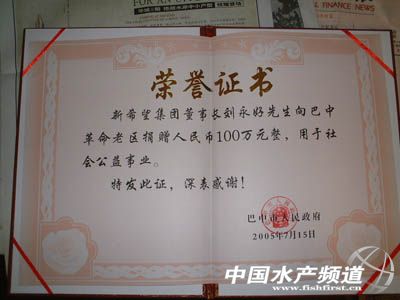 荣誉证书
新希望集团董事长刘永好先生向巴中
革命老区捐赠人民币100万元整，用于社
会公益事业。
特发此证，深表感谢！
巴中市人民政府
2005年7月15日
中国水产频道
www.fishfirst.cn